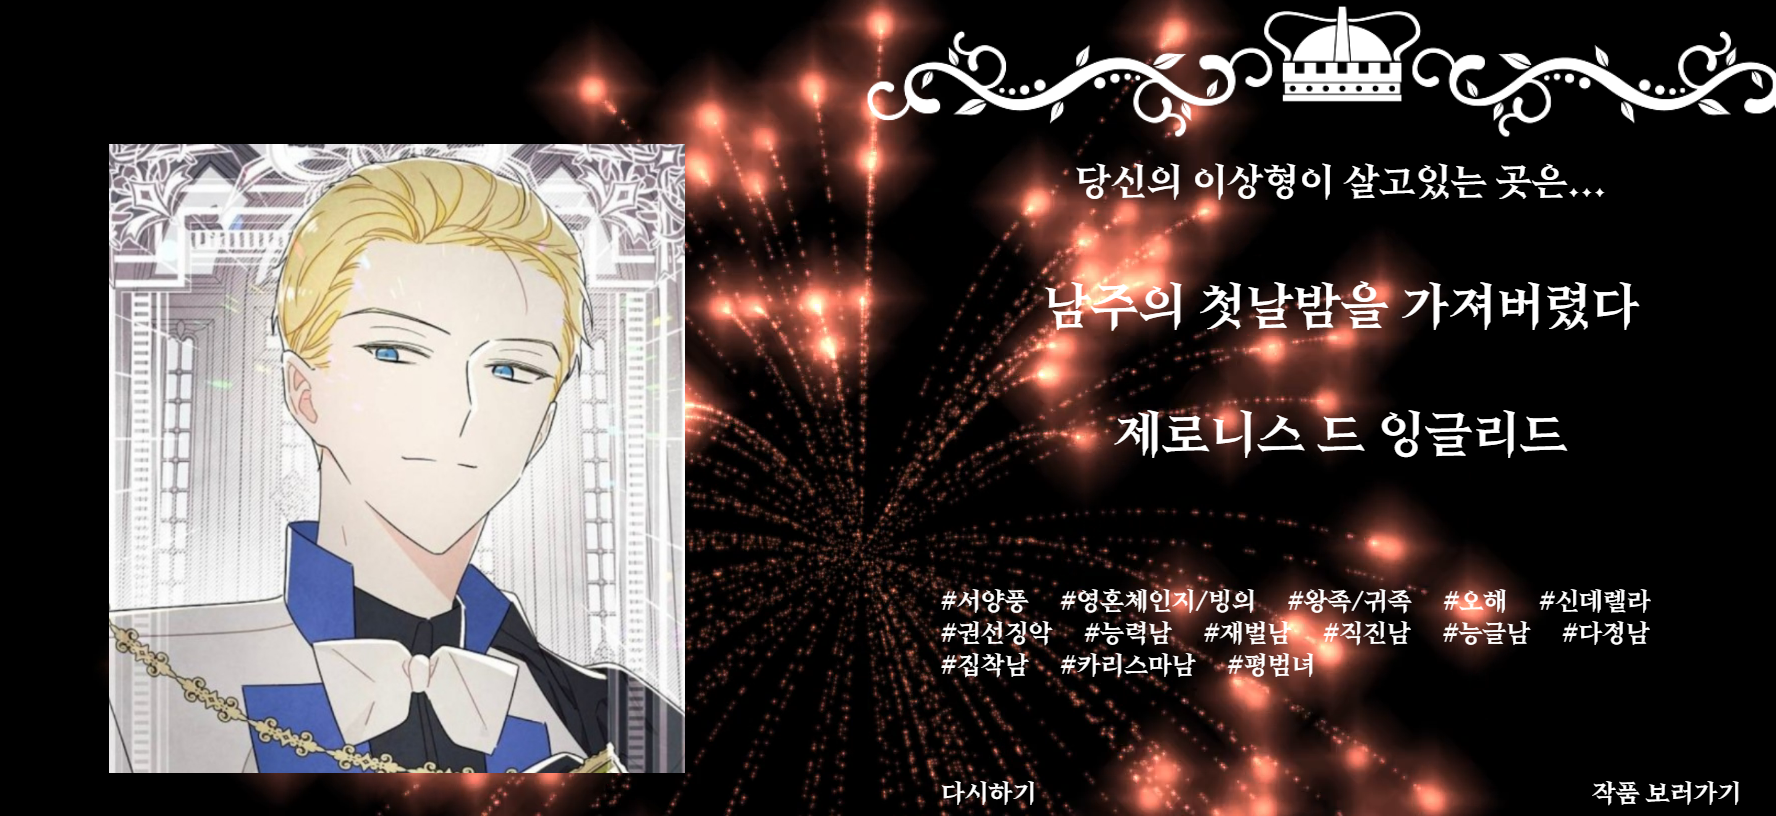 당신의 이상형이 살고있는 곳은...
남주의 첫날밤을 가져버렸다
제로니스 드 잉글리드
#서양풍 #영혼체인지/빙의 #왕족/귀족 #오해 #신데렐라
#권선징악 #능력남 #재벌남 #직진남 #능글남 #다정남
#집착남 #카리스마남 #평범녀
다시하기 작품 보러가기